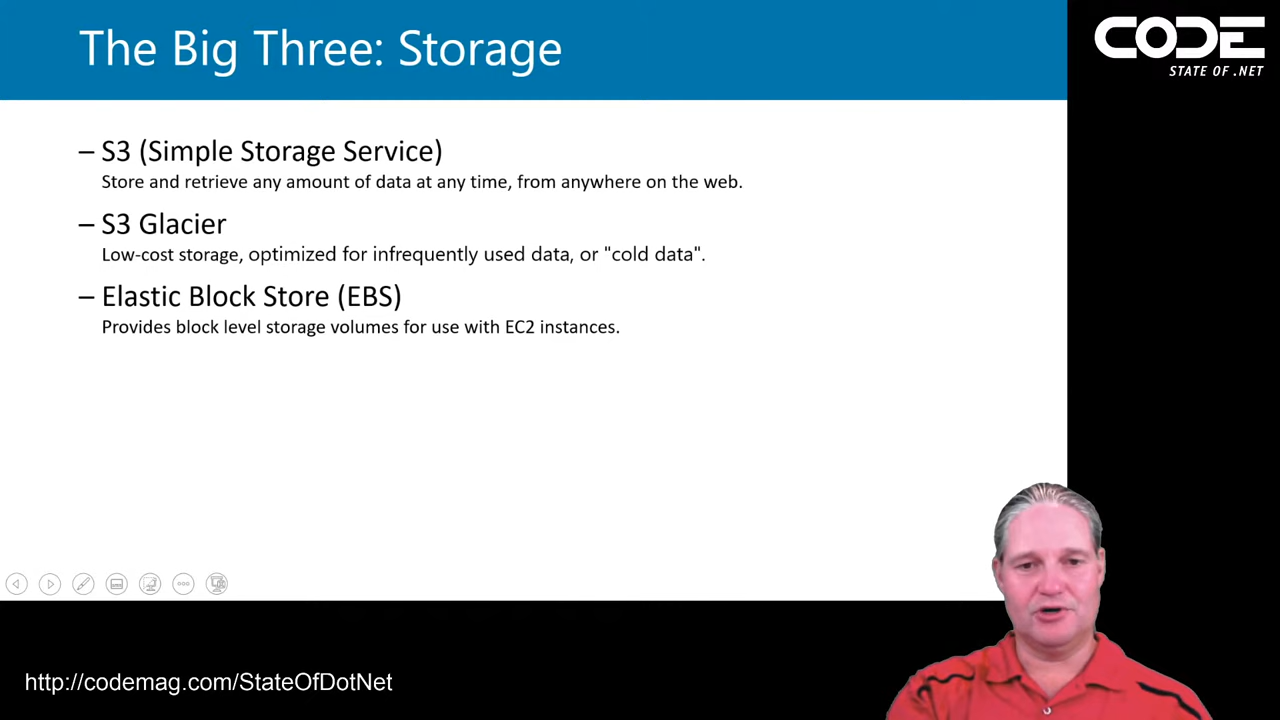 The Big Three: Storage
CODE
STATE OF .NET
– S3 (Simple Storage Service)
Store and retrieve any amount of data at any time, from anywhere on the web.
– S3 Glacier
Low-cost storage, optimized for infrequently used data, or "cold data".
– Elastic Block Store (EBS)
Provides block level storage volumes for use with EC2 instances.
http://codemag.com/StateOfDotNet